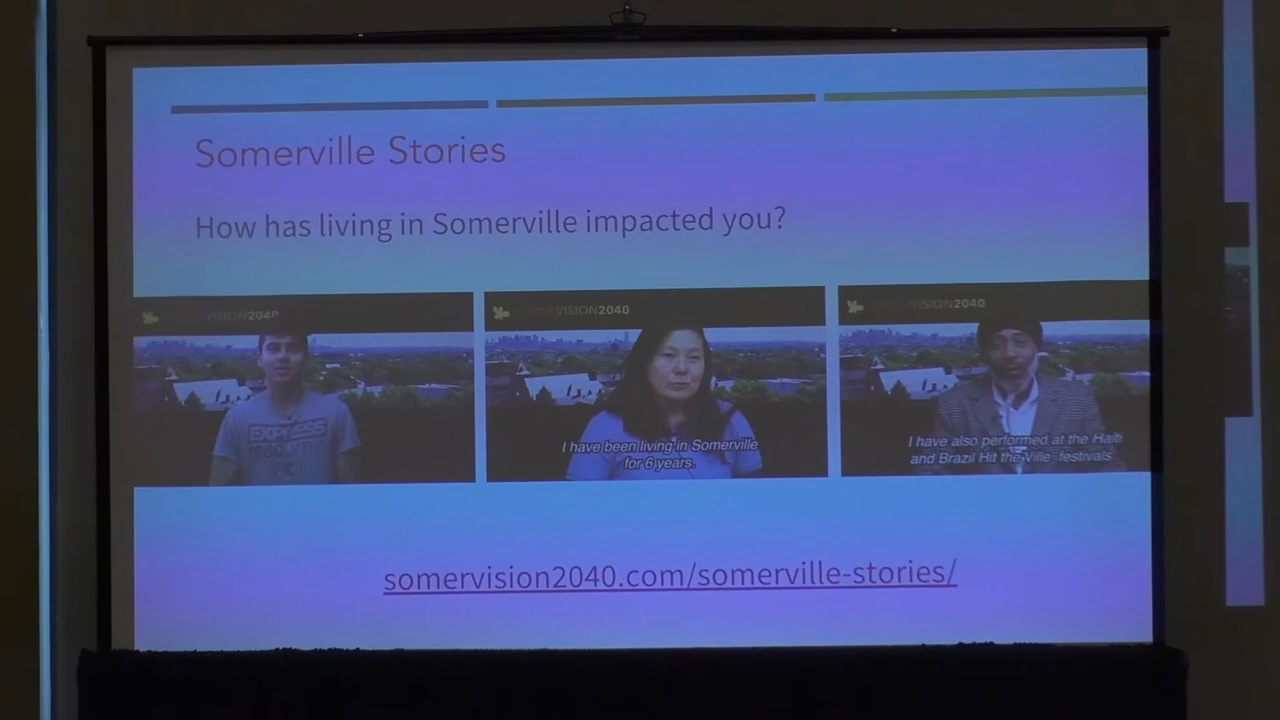 Somerville Stories
How has living in Somerville impacted you?
VISION2040
VISION2040
VISION2040
EXPRESS
I have been living in Somerville
for 6 years.
I have also performed at the Haiti
and Brazil Hit the 'Ville' festivals
somervision2040.com/somerville-stories/